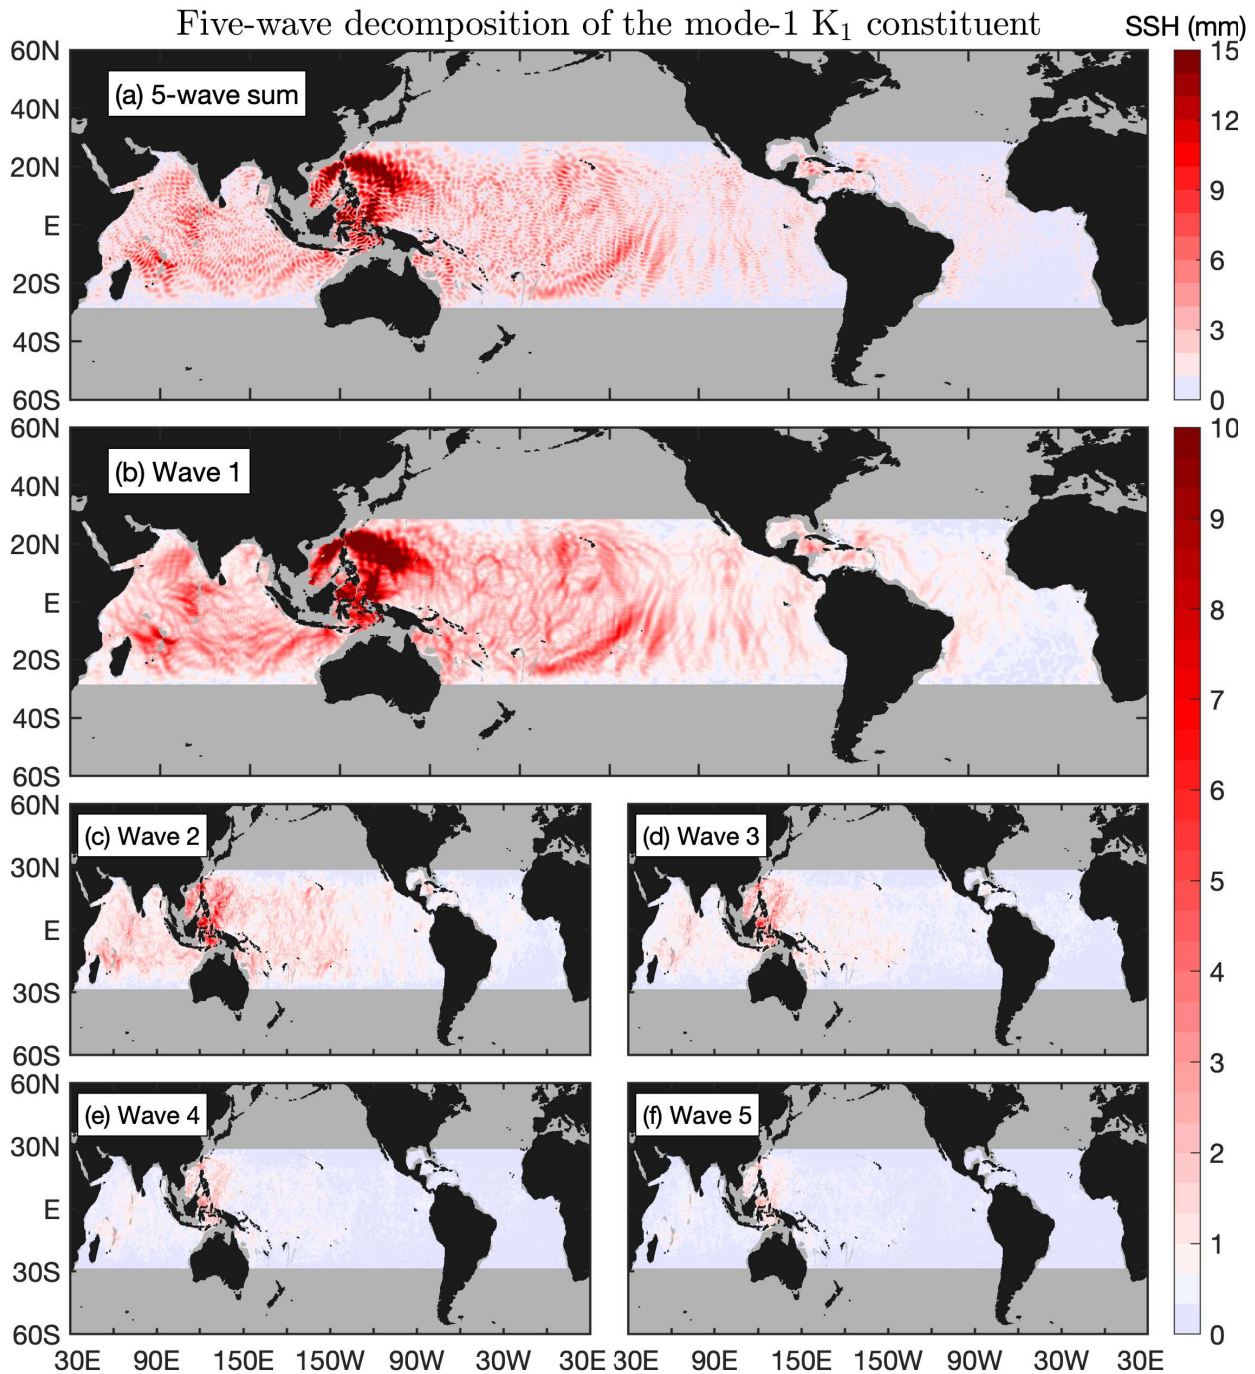 Five-wave decomposition of the mode-1 K₁ constituent
SSH (mm)
60N
40N
20N
E
20S
40S
60S
(a) 5-wave sum
15
12
9
6
3
0
60N
40N
20N
E
20S
40S
60S
(b) Wave 1
10
9
8
7
6
5
4
3
2
1
0
60N
30N
E
30S
60S
(c) Wave 2
(d) Wave 3
60N
30N
E
30S
60S
(e) Wave 4
(f) Wave 5
30E 90E 150E 150W 90W 30W 30E
30E 90E 150E 150W 90W 30W 30E